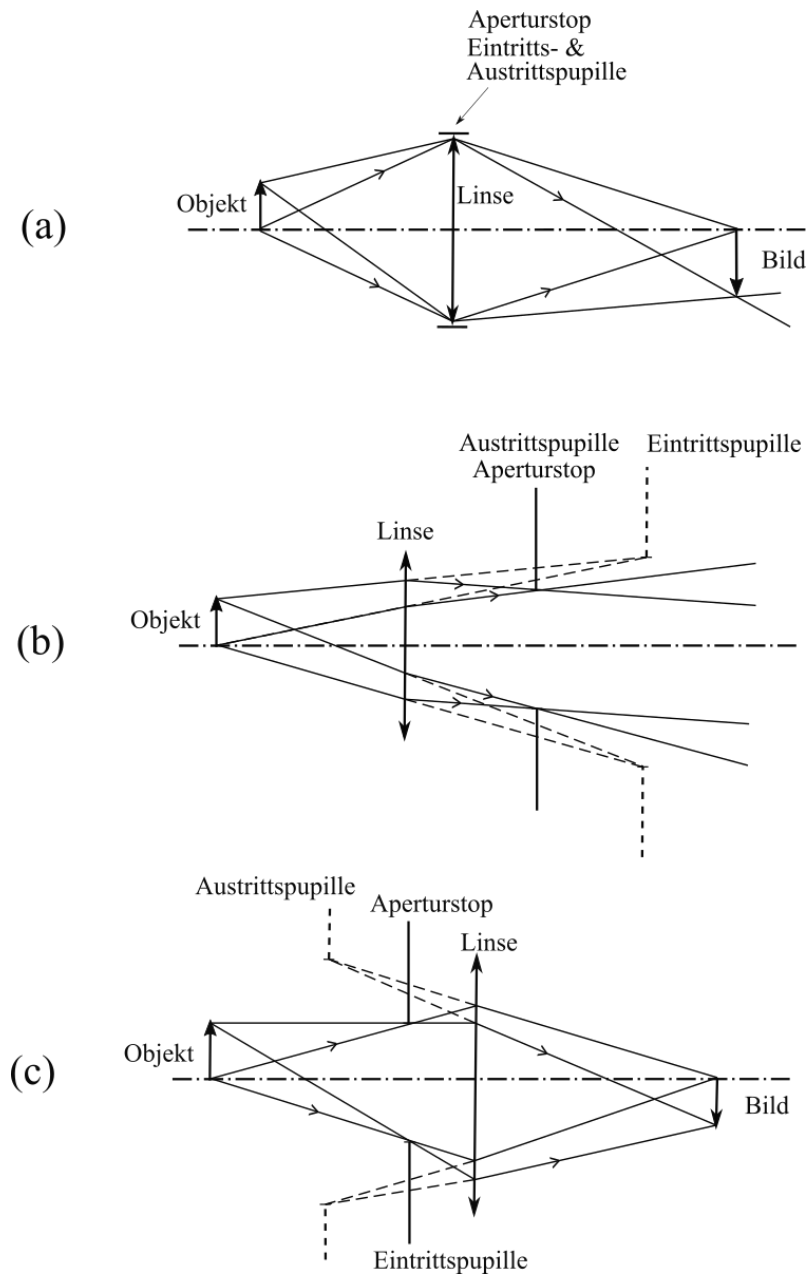 Aperturstop
Eintritts- &
Austrittspupille
Objekt
Linse
(a)
Bild
Austrittspupille
Eintrittspupille
Aperturstop
Linse
Objekt
(b)
Austrittspupille
Aperturstop
Linse
Objekt
(c)
Bild
Eintrittspupille